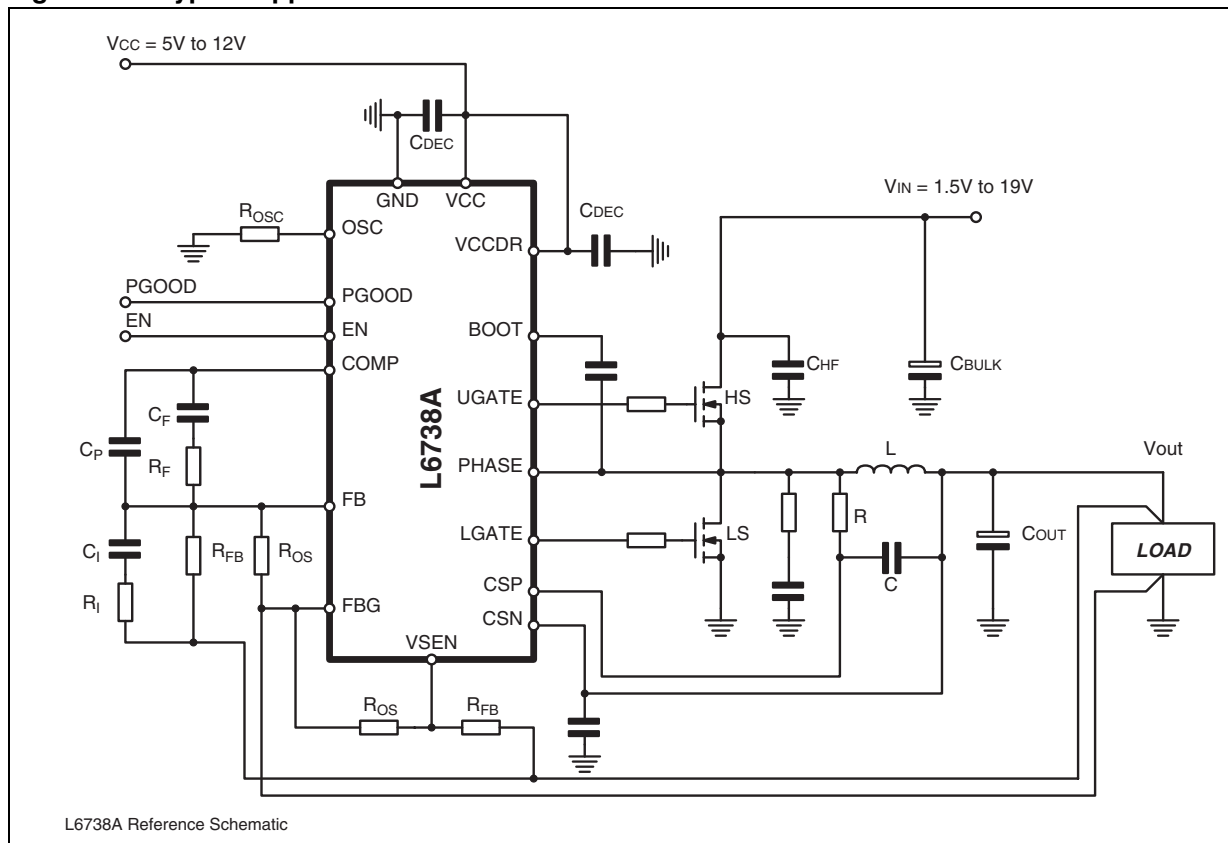 VCC = 5V to 12V
CDEC
GND
VCC
VIN = 1.5V to 19V
ROSC
OSC
CDEC
VCCDR
PGOOD
PGOOD
EN
EN
BOOT
COMP
CHF
CBULK
L6738A
UGATE
HS
CF
CP
RF
PHASE
L
Vout
FB
LGATE
LS
R
COUT
LOAD
CI
RFB
ROS
C
CSP
RI
FBG
CSN
VSEN
ROS
RFB
L6738A Reference Schematic